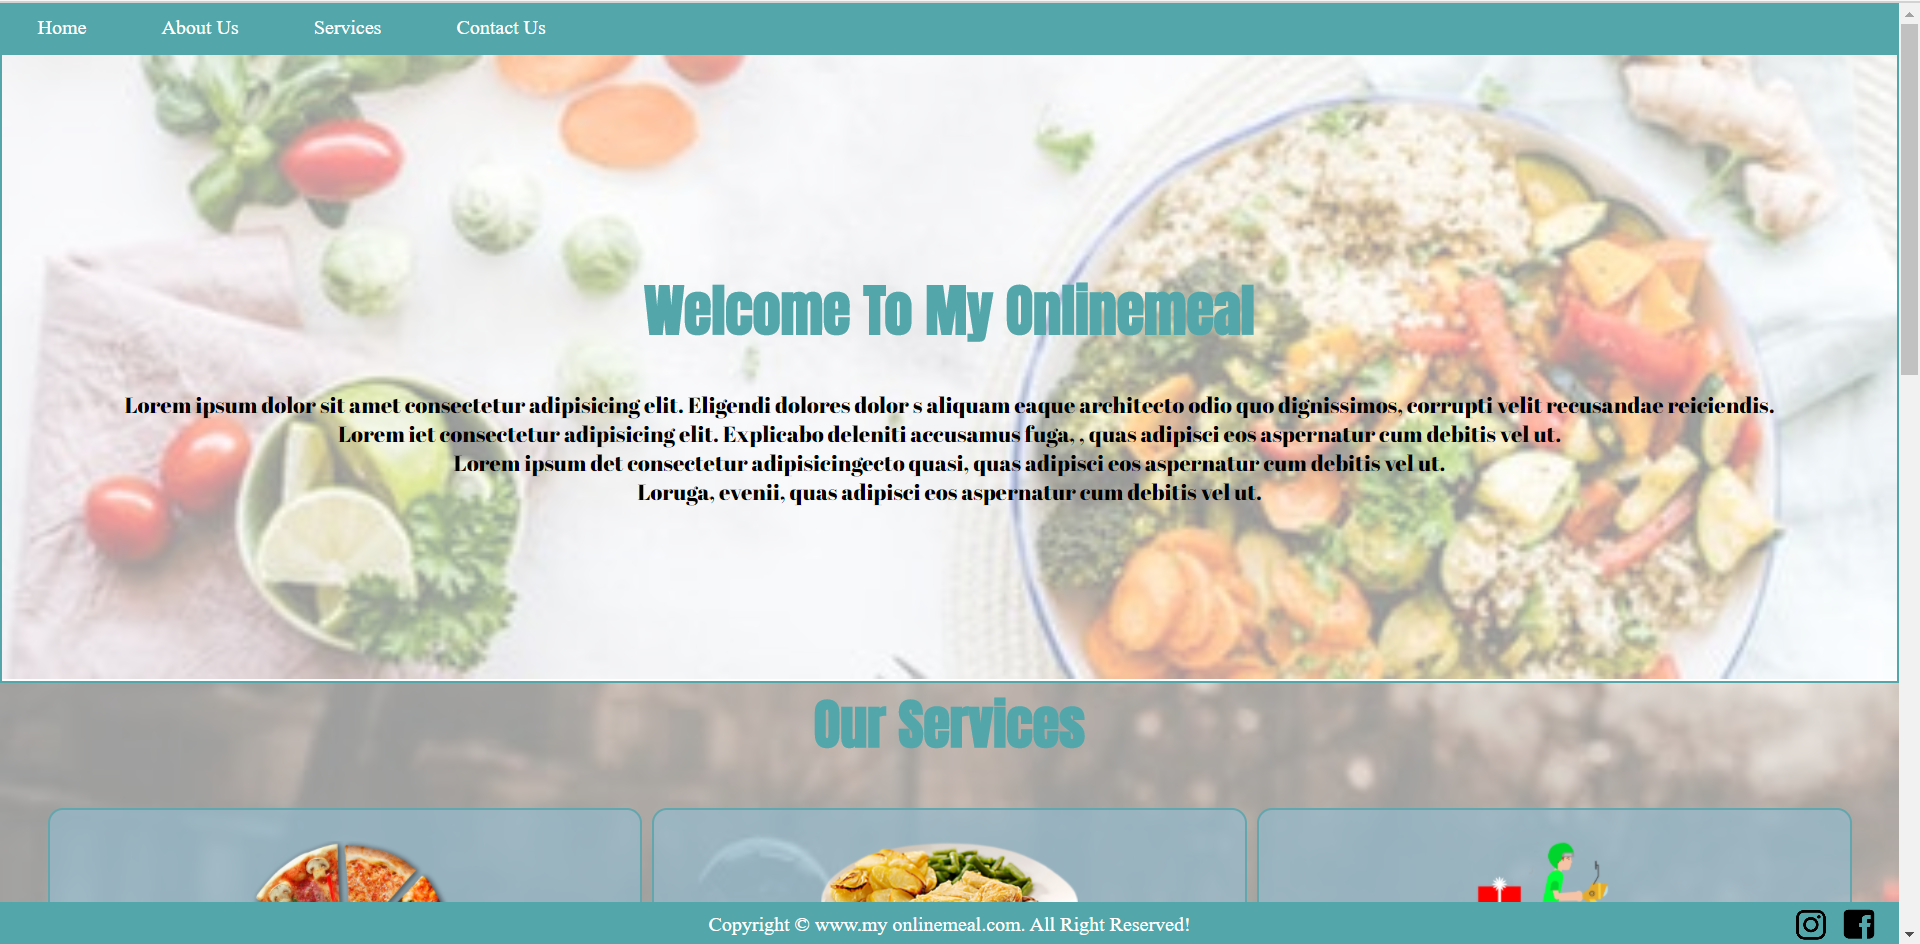 Home
About Us
Services
Contact Us
Welcome To My Onlinemeal
Lorem ipsum dolor sit amet consectetur adipisicing elit. Eligendi dolores dolor s aliquam eaque architecto odio quo dignissimos, corrupti velit recusandae reiciendis.
Lorem iet consectetur adipisicing elit. Explicabo deleniti accusamus fuga, , quas adipisci eos aspernatur cum debitis vel ut.
Lorem ipsum det consectetur adipisicingecto quasi, quas adipisci eos aspernatur cum debitis vel ut.
Loruga, evenii, quas adipisci eos aspernatur cum debitis vel ut.
Our Services
Copyright © www.my onlinemeal.com. All Right Reserved!